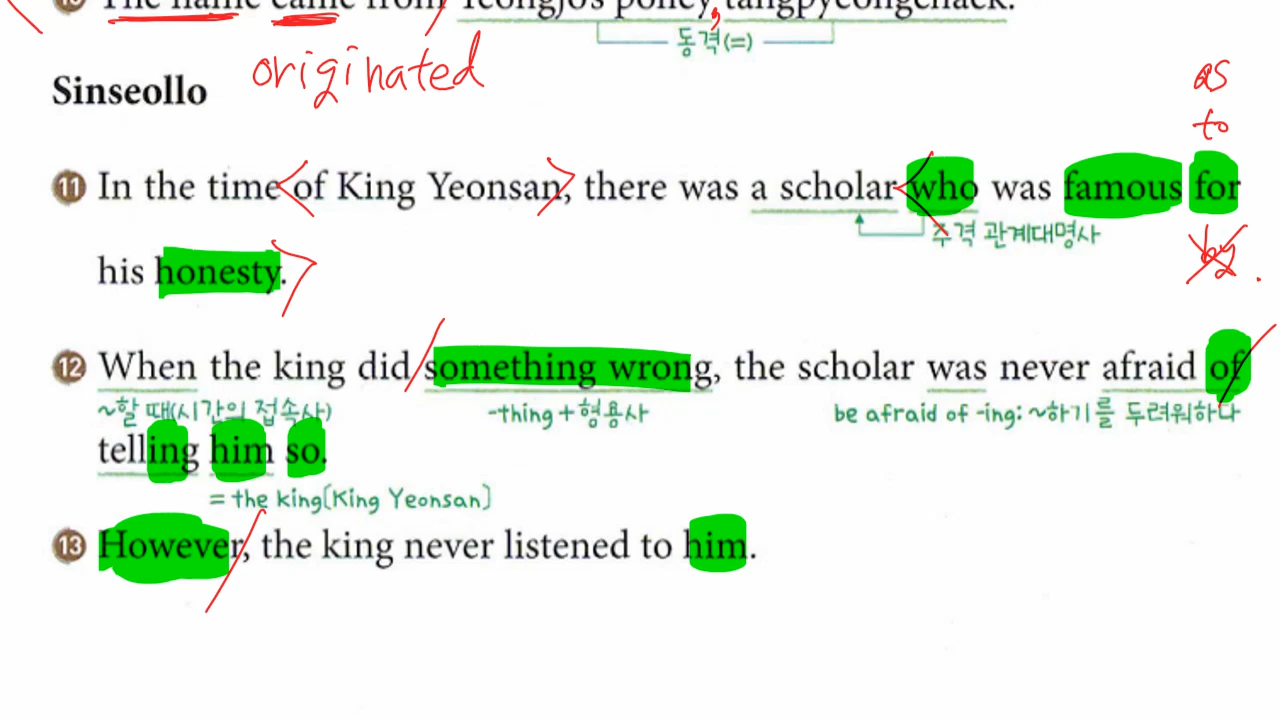 The name came from Yeongjo's policy, tangpyeongchaek.
동격(=)
originated
Sinseollo
as
to
11 In the time of King Yeonsan, there was a scholar who was famous for
주격 관계대명사
by
his honesty.
12 When the king did something wrong, the scholar was never afraid of
~할 때(시간의 접속사) -thing+형용사 be afraid of -ing: ~하기를 두려워하다
telling him so.
= the king(King Yeonsan)
13 However, the king never listened to him.